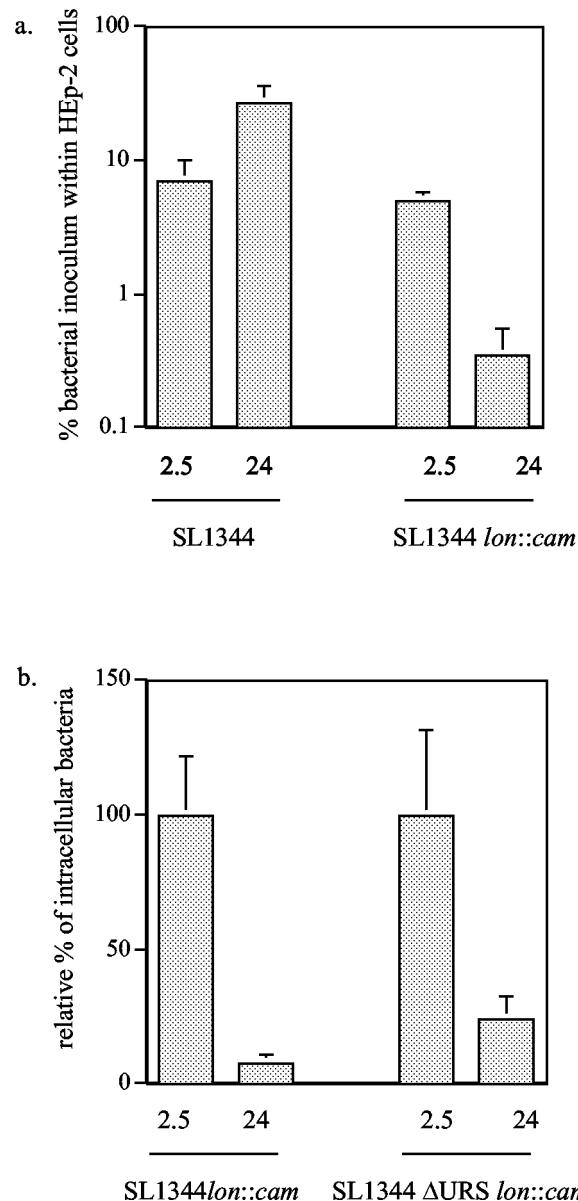 a.
% bacterial inoculum within HEp-2 cells
100
10
1
0.1
2.5 24 2.5 24
SL1344 SL1344 lon::cam
b.
relative % of intracellular bacteria
150
100
50
0
2.5 24 2.5 24
SL1344lon::cam SL1344 ΔURS lon::can